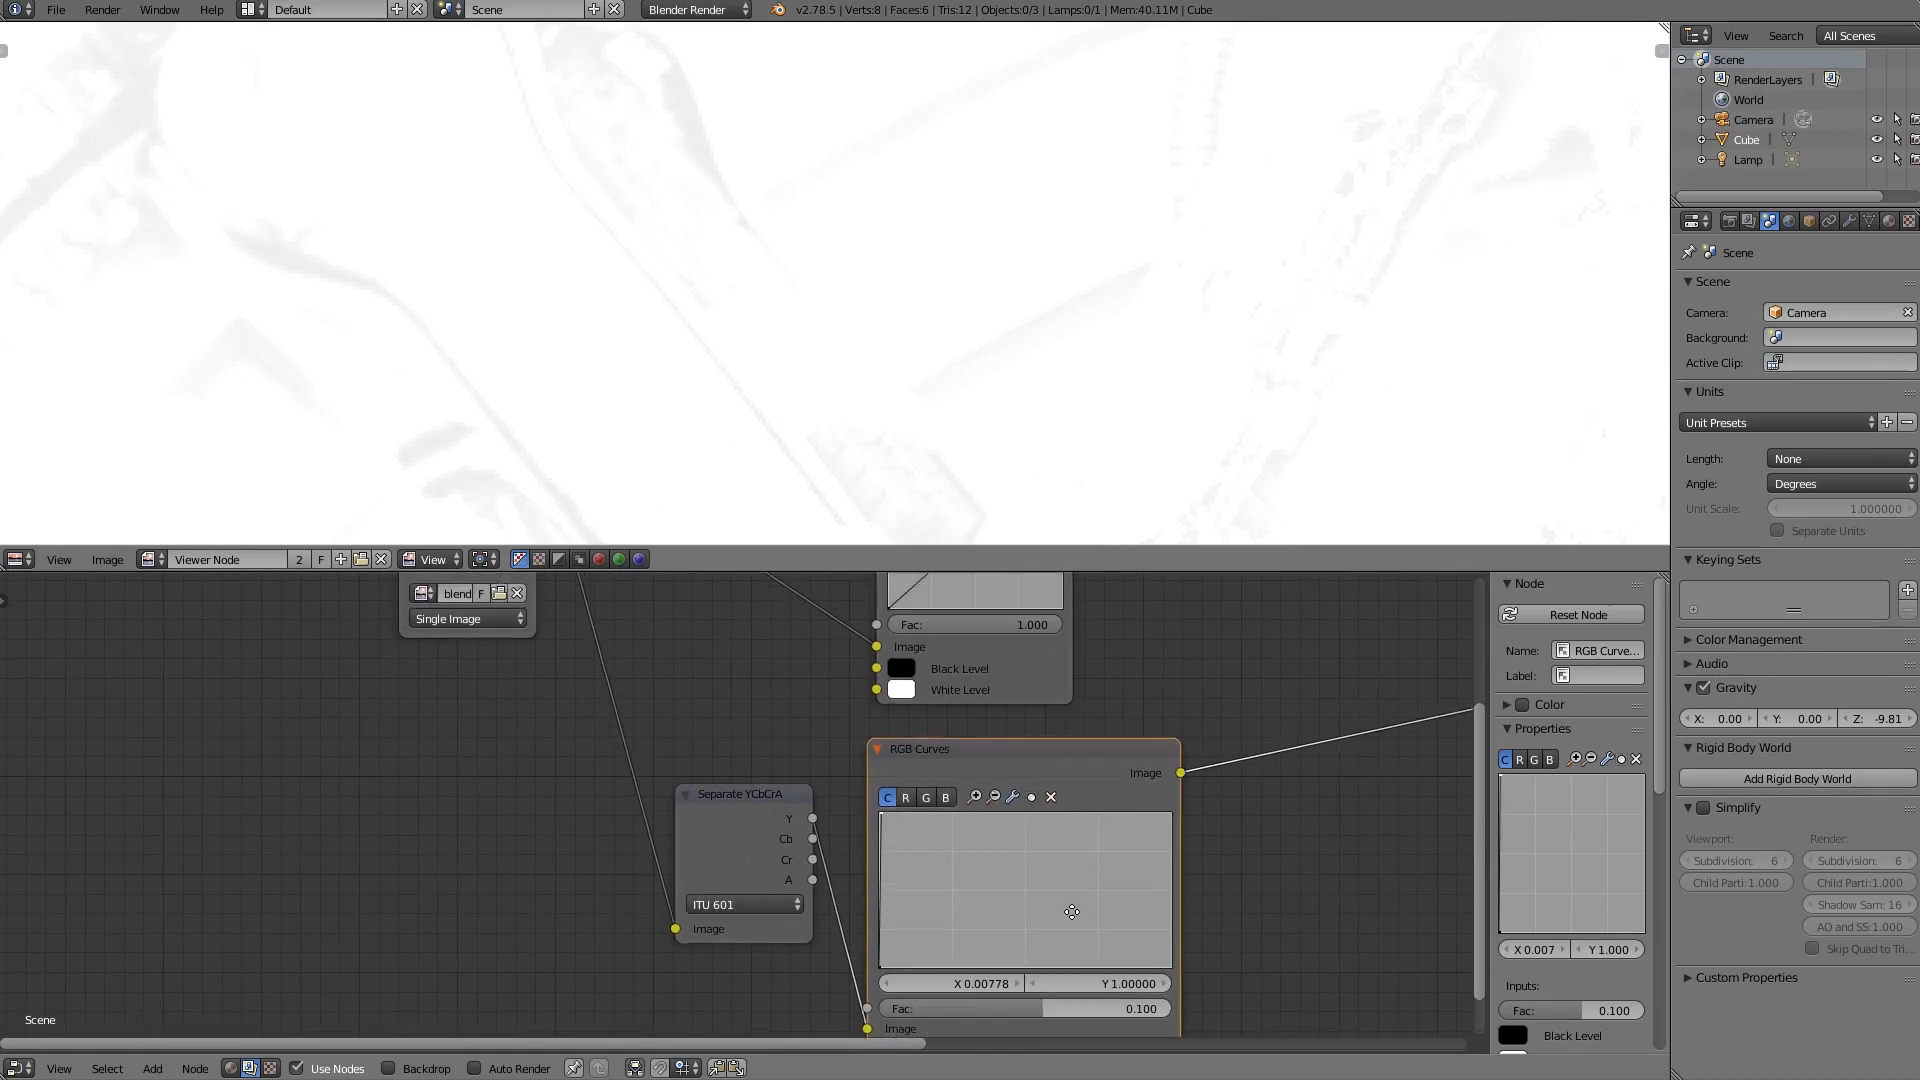 File Render Window Help Default Scene Blender Render v2.78.5 | Verts:8 | Faces:6 | Tris:12 | Objects:0/3 | Lamps:0/1 | Mem:40.11M | Cube
View Search All Scenes
Scene
RenderLayers
World
Camera
Cube
Lamp
Scene
Scene
Camera: Camera
Background:
Active Clip:
Units
Unit Presets
Length: None
Angle: Degrees
Unit Scale: 1.000000
Separate Units
Keying Sets
Color Management
Audio
Gravity
X: 0.00 Y: 0.00 Z: -9.81
Rigid Body World
Add Rigid Body World
Simplify
Viewport: Render:
Subdivision: 6 Subdivision: 6
Child Parti:1.000 Child Parti:1.000
Shadow Sam: 16
AO and SS:1.000
Skip Quad to Tri...
Custom Properties
View Image Viewer Node 2 F View
blend F
Single Image
Fac: 1.000
Image
Black Level
White Level
Separate YCbCrA
Y
Cb
Cr
A
ITU 601
Image
RGB Curves
Image
C R G B
X 0.00778 Y 1.00000
Fac: 0.100
Image
Scene
Node
Reset Node
Name: RGB Curve...
Label:
Color
Properties
C R G B
X 0.007 Y 1.000
Inputs:
Fac: 0.100
Black Level
View Select Add Node Use Nodes Backdrop Auto Render